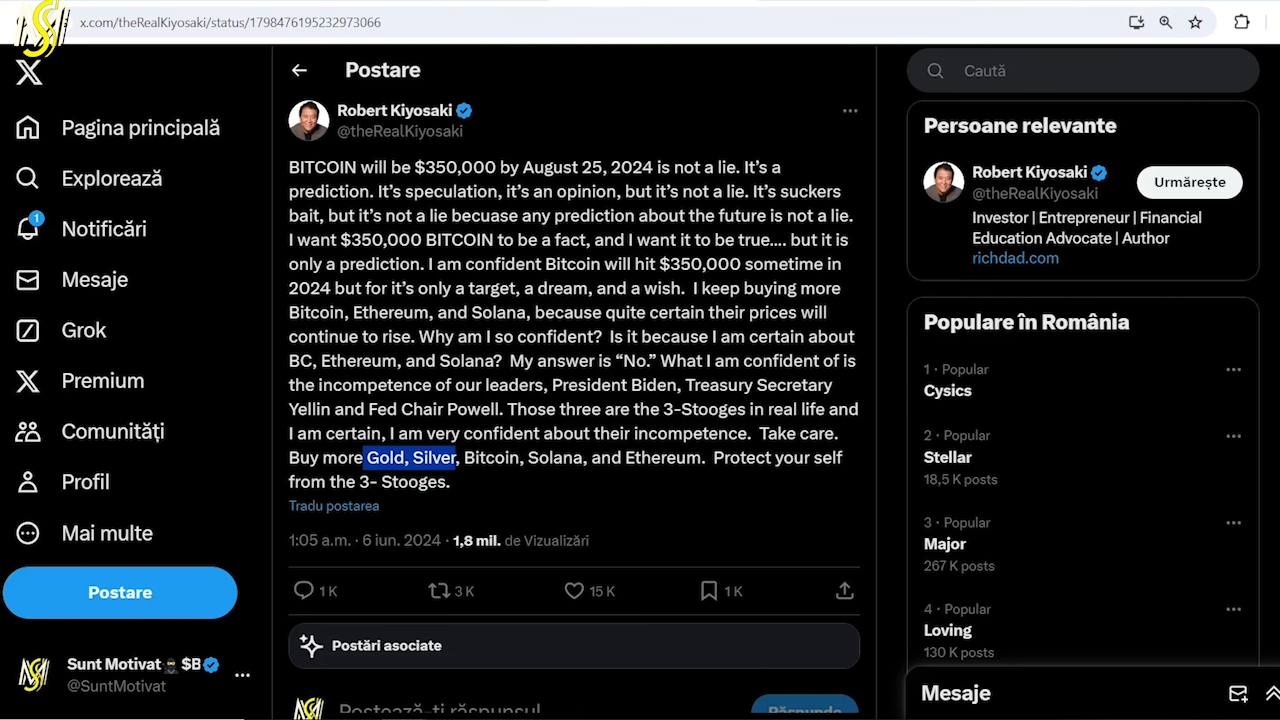 x.com/theRealKiyosaki/status/1798476195232973066
Pagina principală
Explorează
1
Notificări
Mesaje
Grok
Premium
Comunități
Profil
Mai multe
Postare
Sunt Motivat $B
@SuntMotivat
Postare
Robert Kiyosaki
@theRealKiyosaki
BITCOIN will be $350,000 by August 25, 2024 is not a lie. It’s a
prediction. It’s speculation, it’s an opinion, but it’s not a lie. It’s suckers
bait, but it’s not a lie becuase any prediction about the future is not a lie.
I want $350,000 BITCOIN to be a fact, and I want it to be true…. but it is
only a prediction. I am confident Bitcoin will hit $350,000 sometime in
2024 but for it’s only a target, a dream, and a wish.  I keep buying more
Bitcoin, Ethereum, and Solana, because quite certain their prices will
continue to rise. Why am I so confident?  Is it because I am certain about
BC, Ethereum, and Solana?  My answer is “No.” What I am confident of is
the incompetence of our leaders, President Biden, Treasury Secretary
Yellin and Fed Chair Powell. Those three are the 3-Stooges in real life and
I am certain, I am very confident about their incompetence.  Take care.
Buy more Gold, Silver, Bitcoin, Solana, and Ethereum.  Protect your self
from the 3- Stooges.
Tradu postarea
1:05 a.m. · 6 iun. 2024 · 1,8 mil. de Vizualizări
1 K
3 K
15 K
1 K
Postări asociate
Postează-ți răspunsul
Răspunde
Caută
Persoane relevante
Robert Kiyosaki
@theRealKiyosaki
Urmărește
Investor | Entrepreneur | Financial
Education Advocate | Author
richdad.com
Populare în România
1 · Popular
Cysics
2 · Popular
Stellar
18,5 K posts
3 · Popular
Major
267 K posts
4 · Popular
Loving
130 K posts
Mesaje